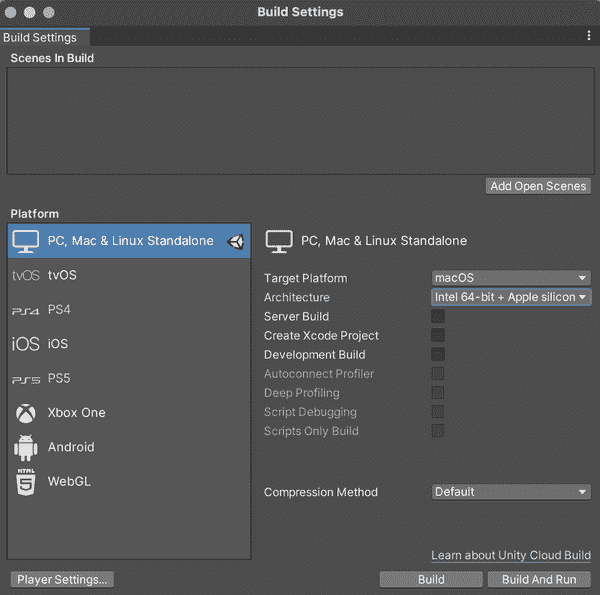 Build Settings
Build Settings
Scenes In Build
Add Open Scenes
Platform
PC, Mac & Linux Standalone
tvOS tvOS
PS4 PS4
iOS iOS
PS5 PS5
Xbox One
Android
HTML 5 WebGL
PC, Mac & Linux Standalone
Target Platform macOS
Architecture Intel 64-bit + Apple silicon
Server Build
Create Xcode Project
Development Build
Autoconnect Profiler
Deep Profiling
Script Debugging
Scripts Only Build
Compression Method Default
Learn about Unity Cloud Build
Player Settings... Build Build And Run